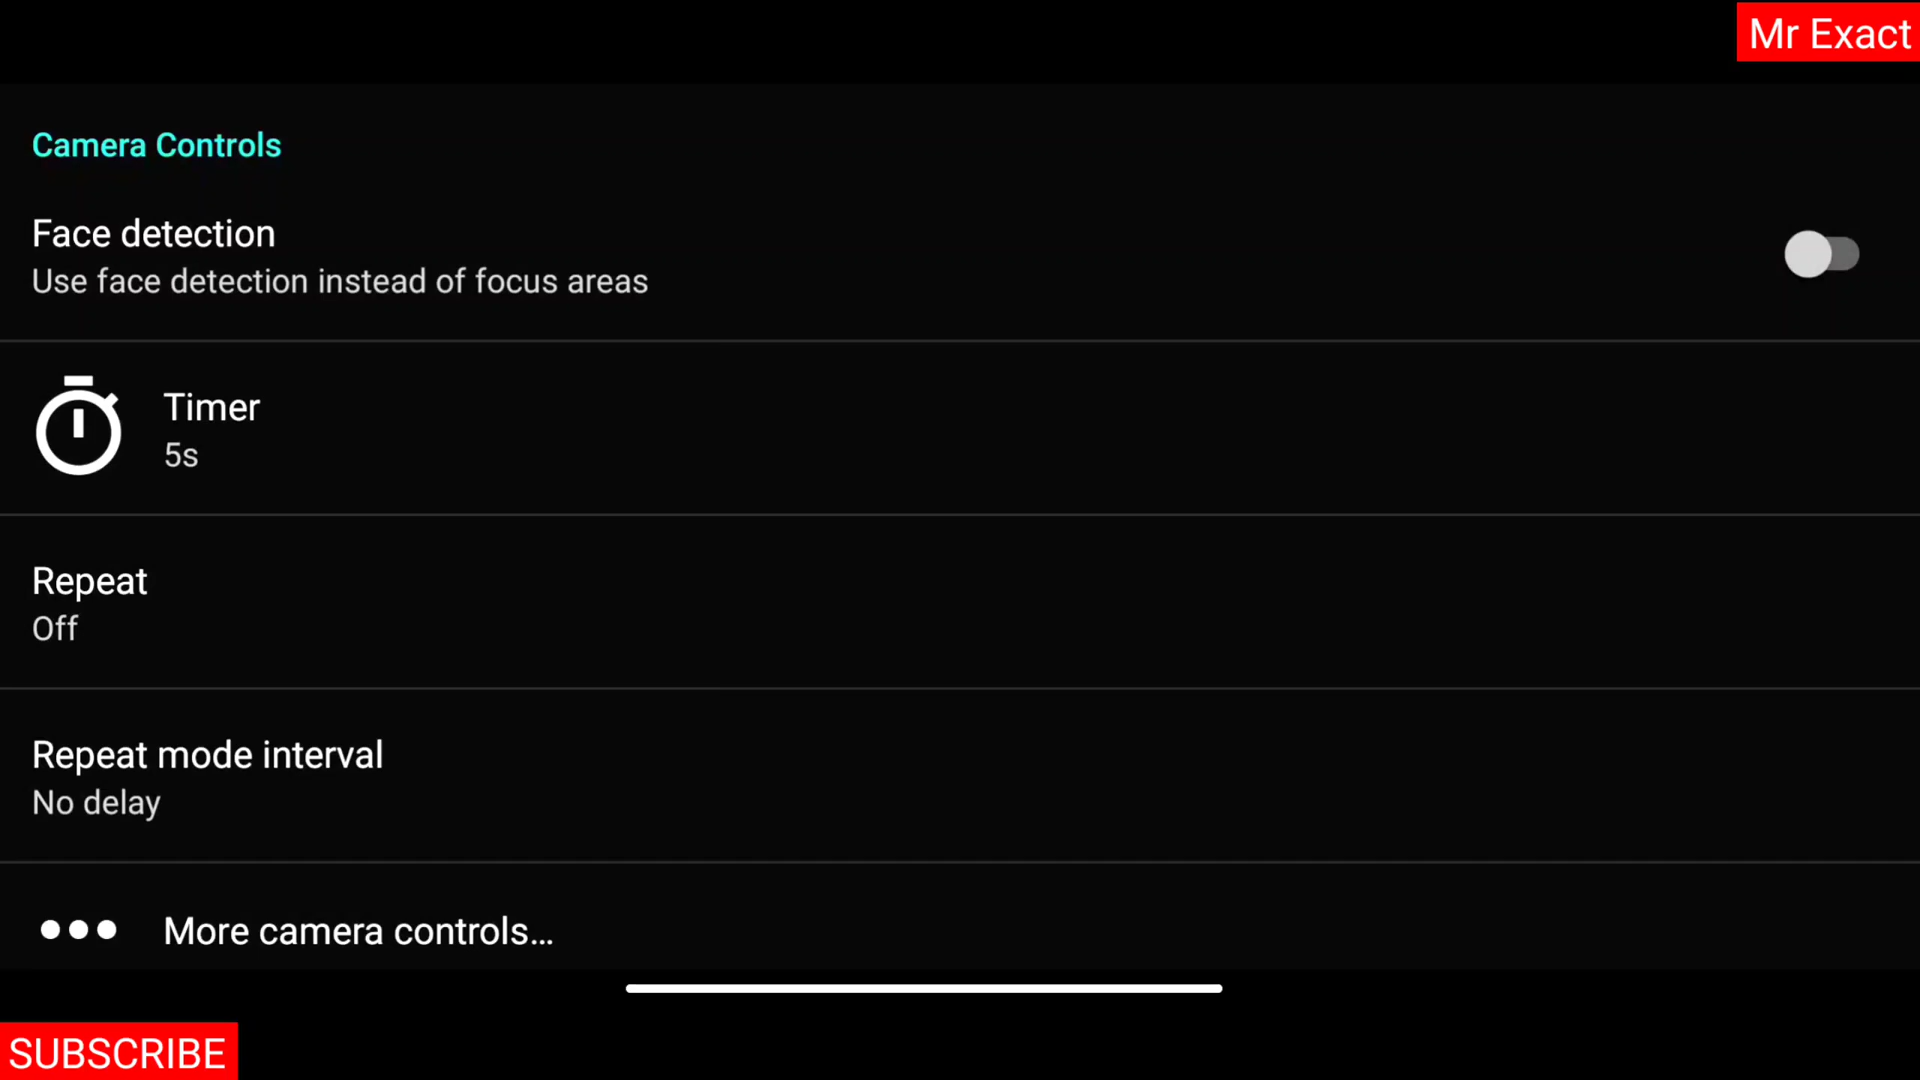 Mr Exact
Camera Controls
Face detection
Use face detection instead of focus areas
Timer
5s
Repeat
Off
Repeat mode interval
No delay
More camera controls...
SUBSCRIBE